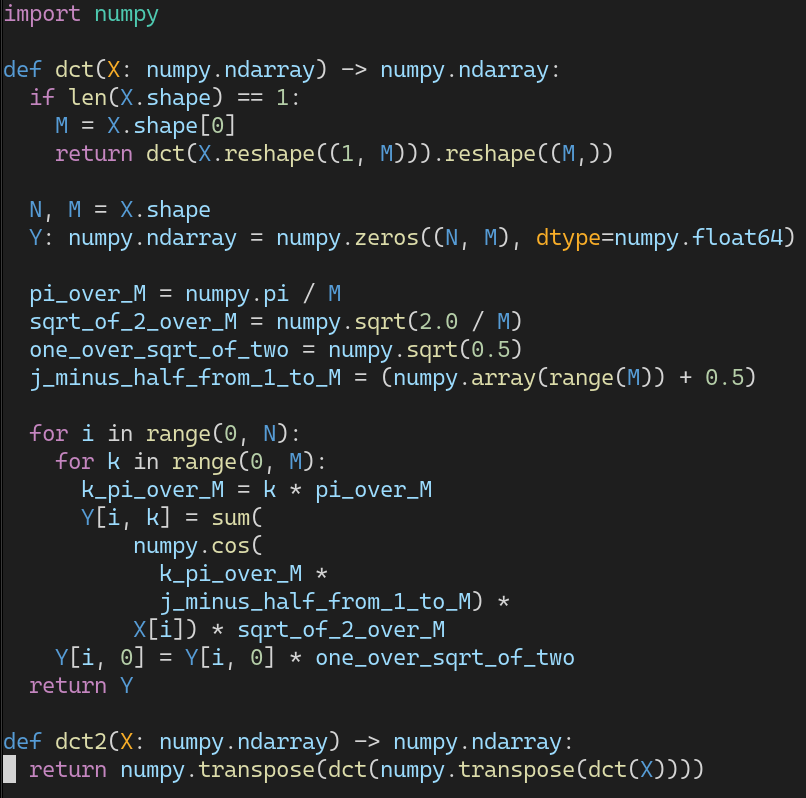 import numpy

def dct(X: numpy.ndarray) -> numpy.ndarray:
  if len(X.shape) == 1:
    M = X.shape[0]
    return dct(X.reshape((1, M))).reshape((M,))

  N, M = X.shape
  Y: numpy.ndarray = numpy.zeros((N, M), dtype=numpy.float64)

  pi_over_M = numpy.pi / M
  sqrt_of_2_over_M = numpy.sqrt(2.0 / M)
  one_over_sqrt_of_two = numpy.sqrt(0.5)
  j_minus_half_from_1_to_M = (numpy.array(range(M)) + 0.5)

  for i in range(0, N):
    for k in range(0, M):
      k_pi_over_M = k * pi_over_M
      Y[i, k] = sum(
          numpy.cos(
            k_pi_over_M *
            j_minus_half_from_1_to_M) *
          X[i]) * sqrt_of_2_over_M
    Y[i, 0] = Y[i, 0] * one_over_sqrt_of_two
  return Y

def dct2(X: numpy.ndarray) -> numpy.ndarray:
  return numpy.transpose(dct(numpy.transpose(dct(X))))